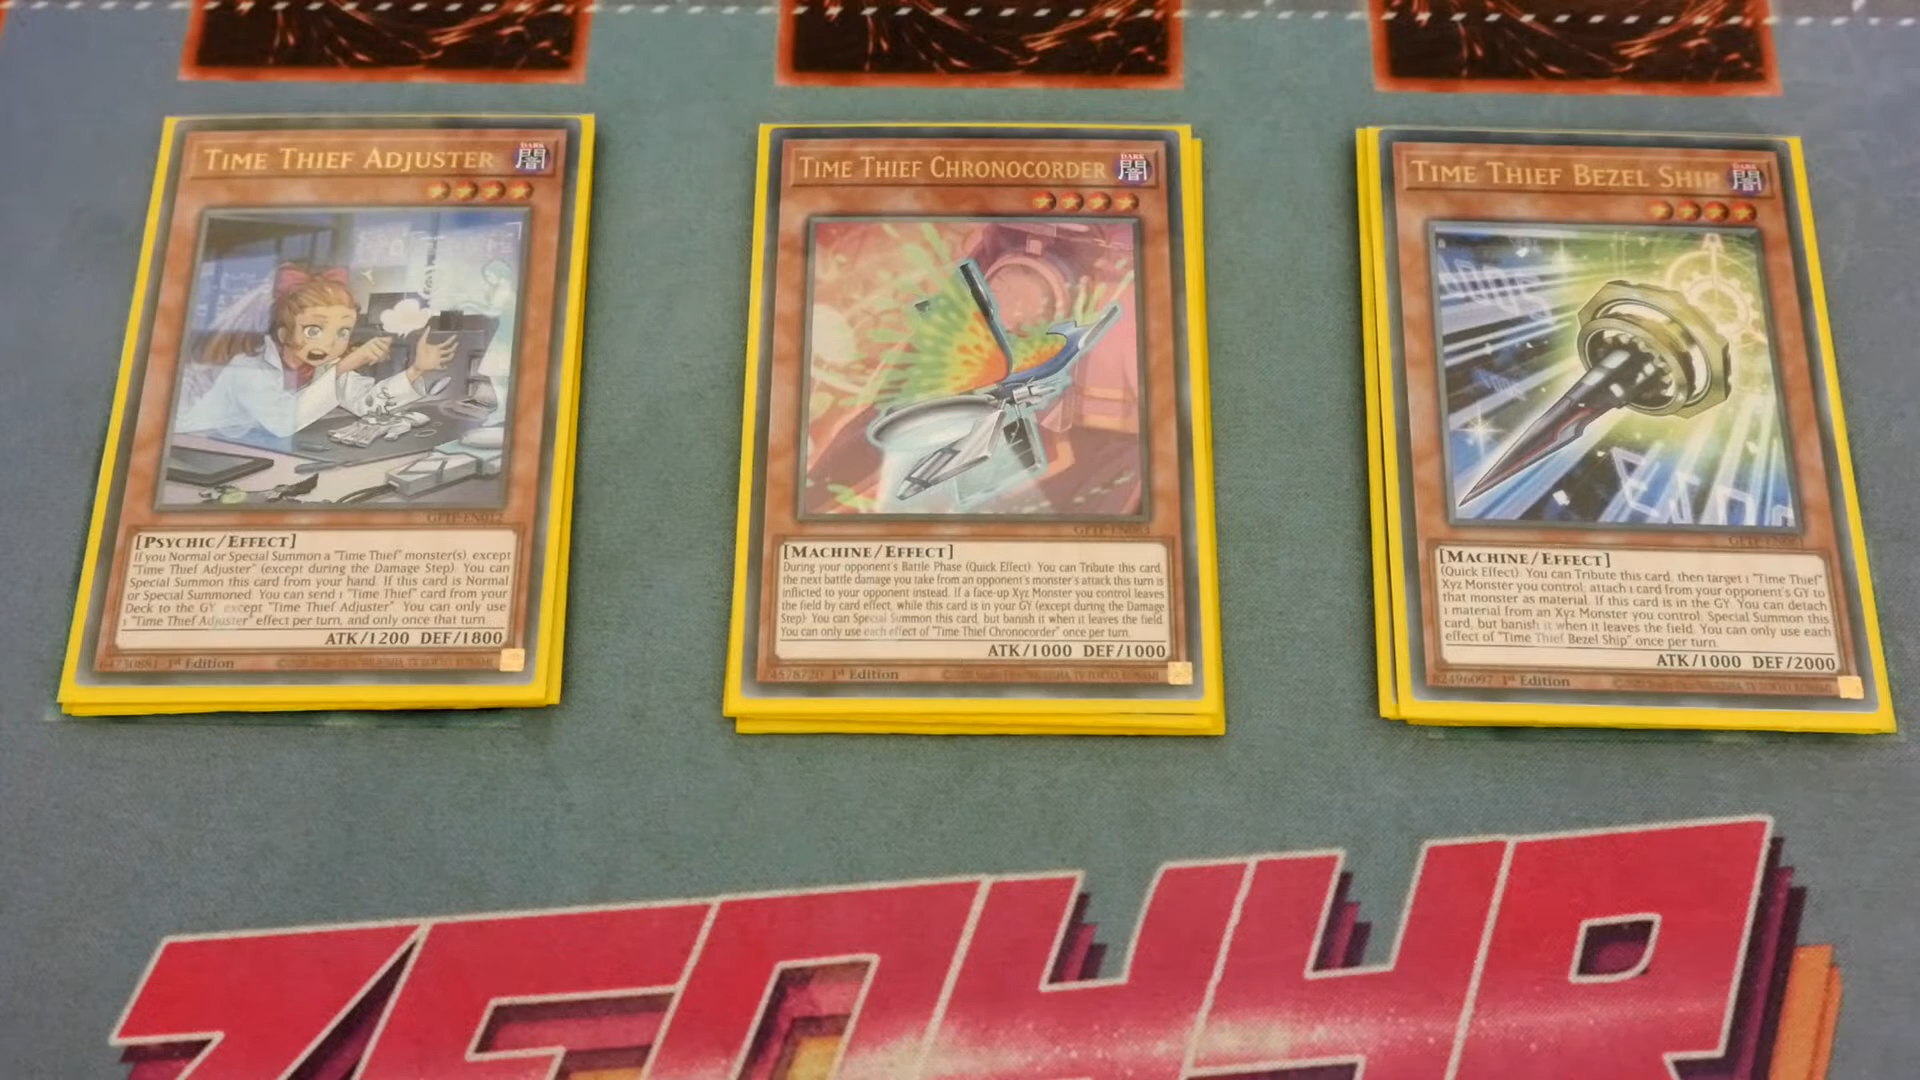 TIME THIEF ADJUSTER
DARK
闇
GFTP-EN012
[PSYCHIC/EFFECT]
If you Normal or Special Summon a "Time Thief" monster(s), except
"Time Thief Adjuster" (except during the Damage Step): You can
Special Summon this card from your hand. If this card is Normal
or Special Summoned: You can send 1 "Time Thief" card from your
Deck to the GY, except "Time Thief Adjuster". You can only use
1 "Time Thief Adjuster" effect per turn, and only once that turn.
ATK/1200 DEF/1800
64730881 1st Edition
TIME THIEF CHRONOCORDER
DARK
闇
GFTP-EN063
[MACHINE/EFFECT]
During your opponent's Battle Phase (Quick Effect): You can Tribute this card;
the next battle damage you take from an opponent's monster's attack this turn is
inflicted to your opponent instead. If a face-up Xyz Monster you control leaves
the field by card effect, while this card is in your GY (except during the Damage
Step): You can Special Summon this card, but banish it when it leaves the field.
You can only use each effect of "Time Thief Chronocorder" once per turn.
ATK/1000 DEF/1000
4578720 1st Edition
TIME THIEF BEZEL SHIP
DARK
闇
[MACHINE/EFFECT]
(Quick Effect): You can Tribute this card, then target 1 "Time Thief"
Xyz Monster you control; attach 1 card from your opponent's GY to
that monster as material. If this card is in the GY: You can detach
1 material from an Xyz Monster you control; Special Summon this
card, but banish it when it leaves the field. You can only use each
effect of "Time Thief Bezel Ship" once per turn.
ATK/1000 DEF/2000
82496097 1st Edition